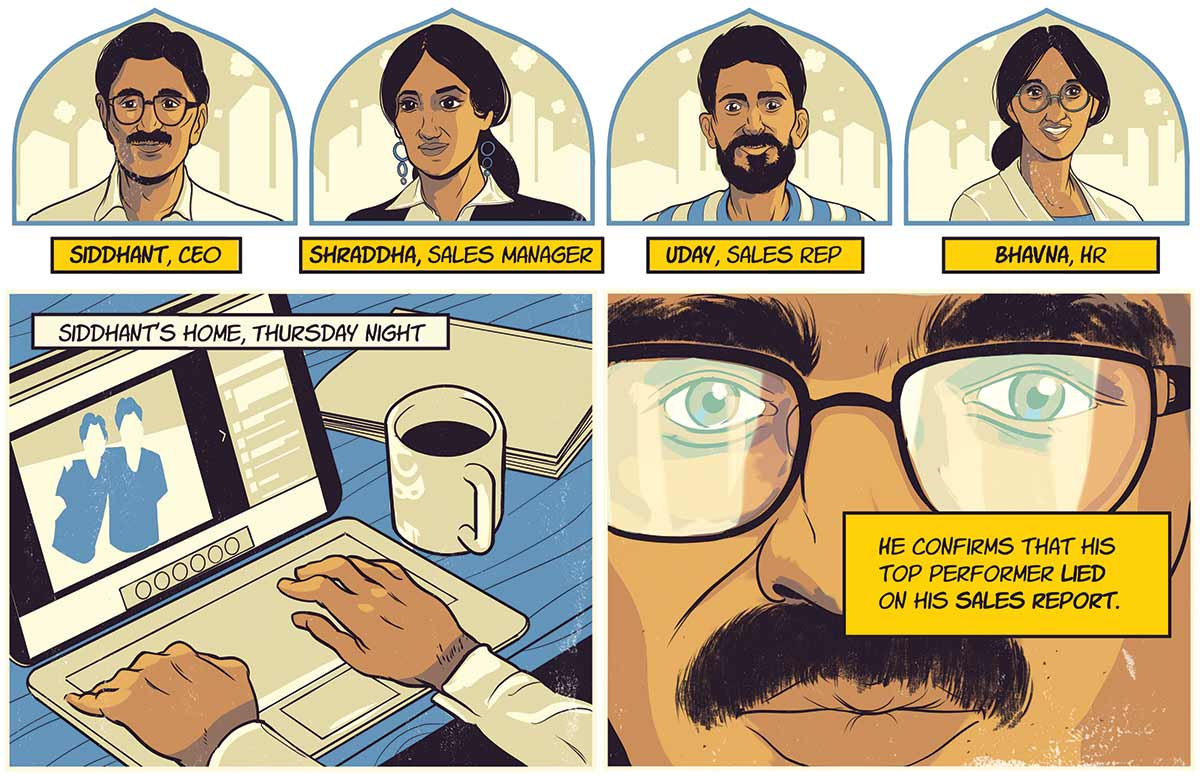 SIDDHANT, CEO
SHRADDHA, SALES MANAGER
UDAY, SALES REP
BHAVNA, HR
SIDDHANT'S HOME, THURSDAY NIGHT
HE CONFIRMS THAT HIS
TOP PERFORMER LIED
ON HIS SALES REPORT.